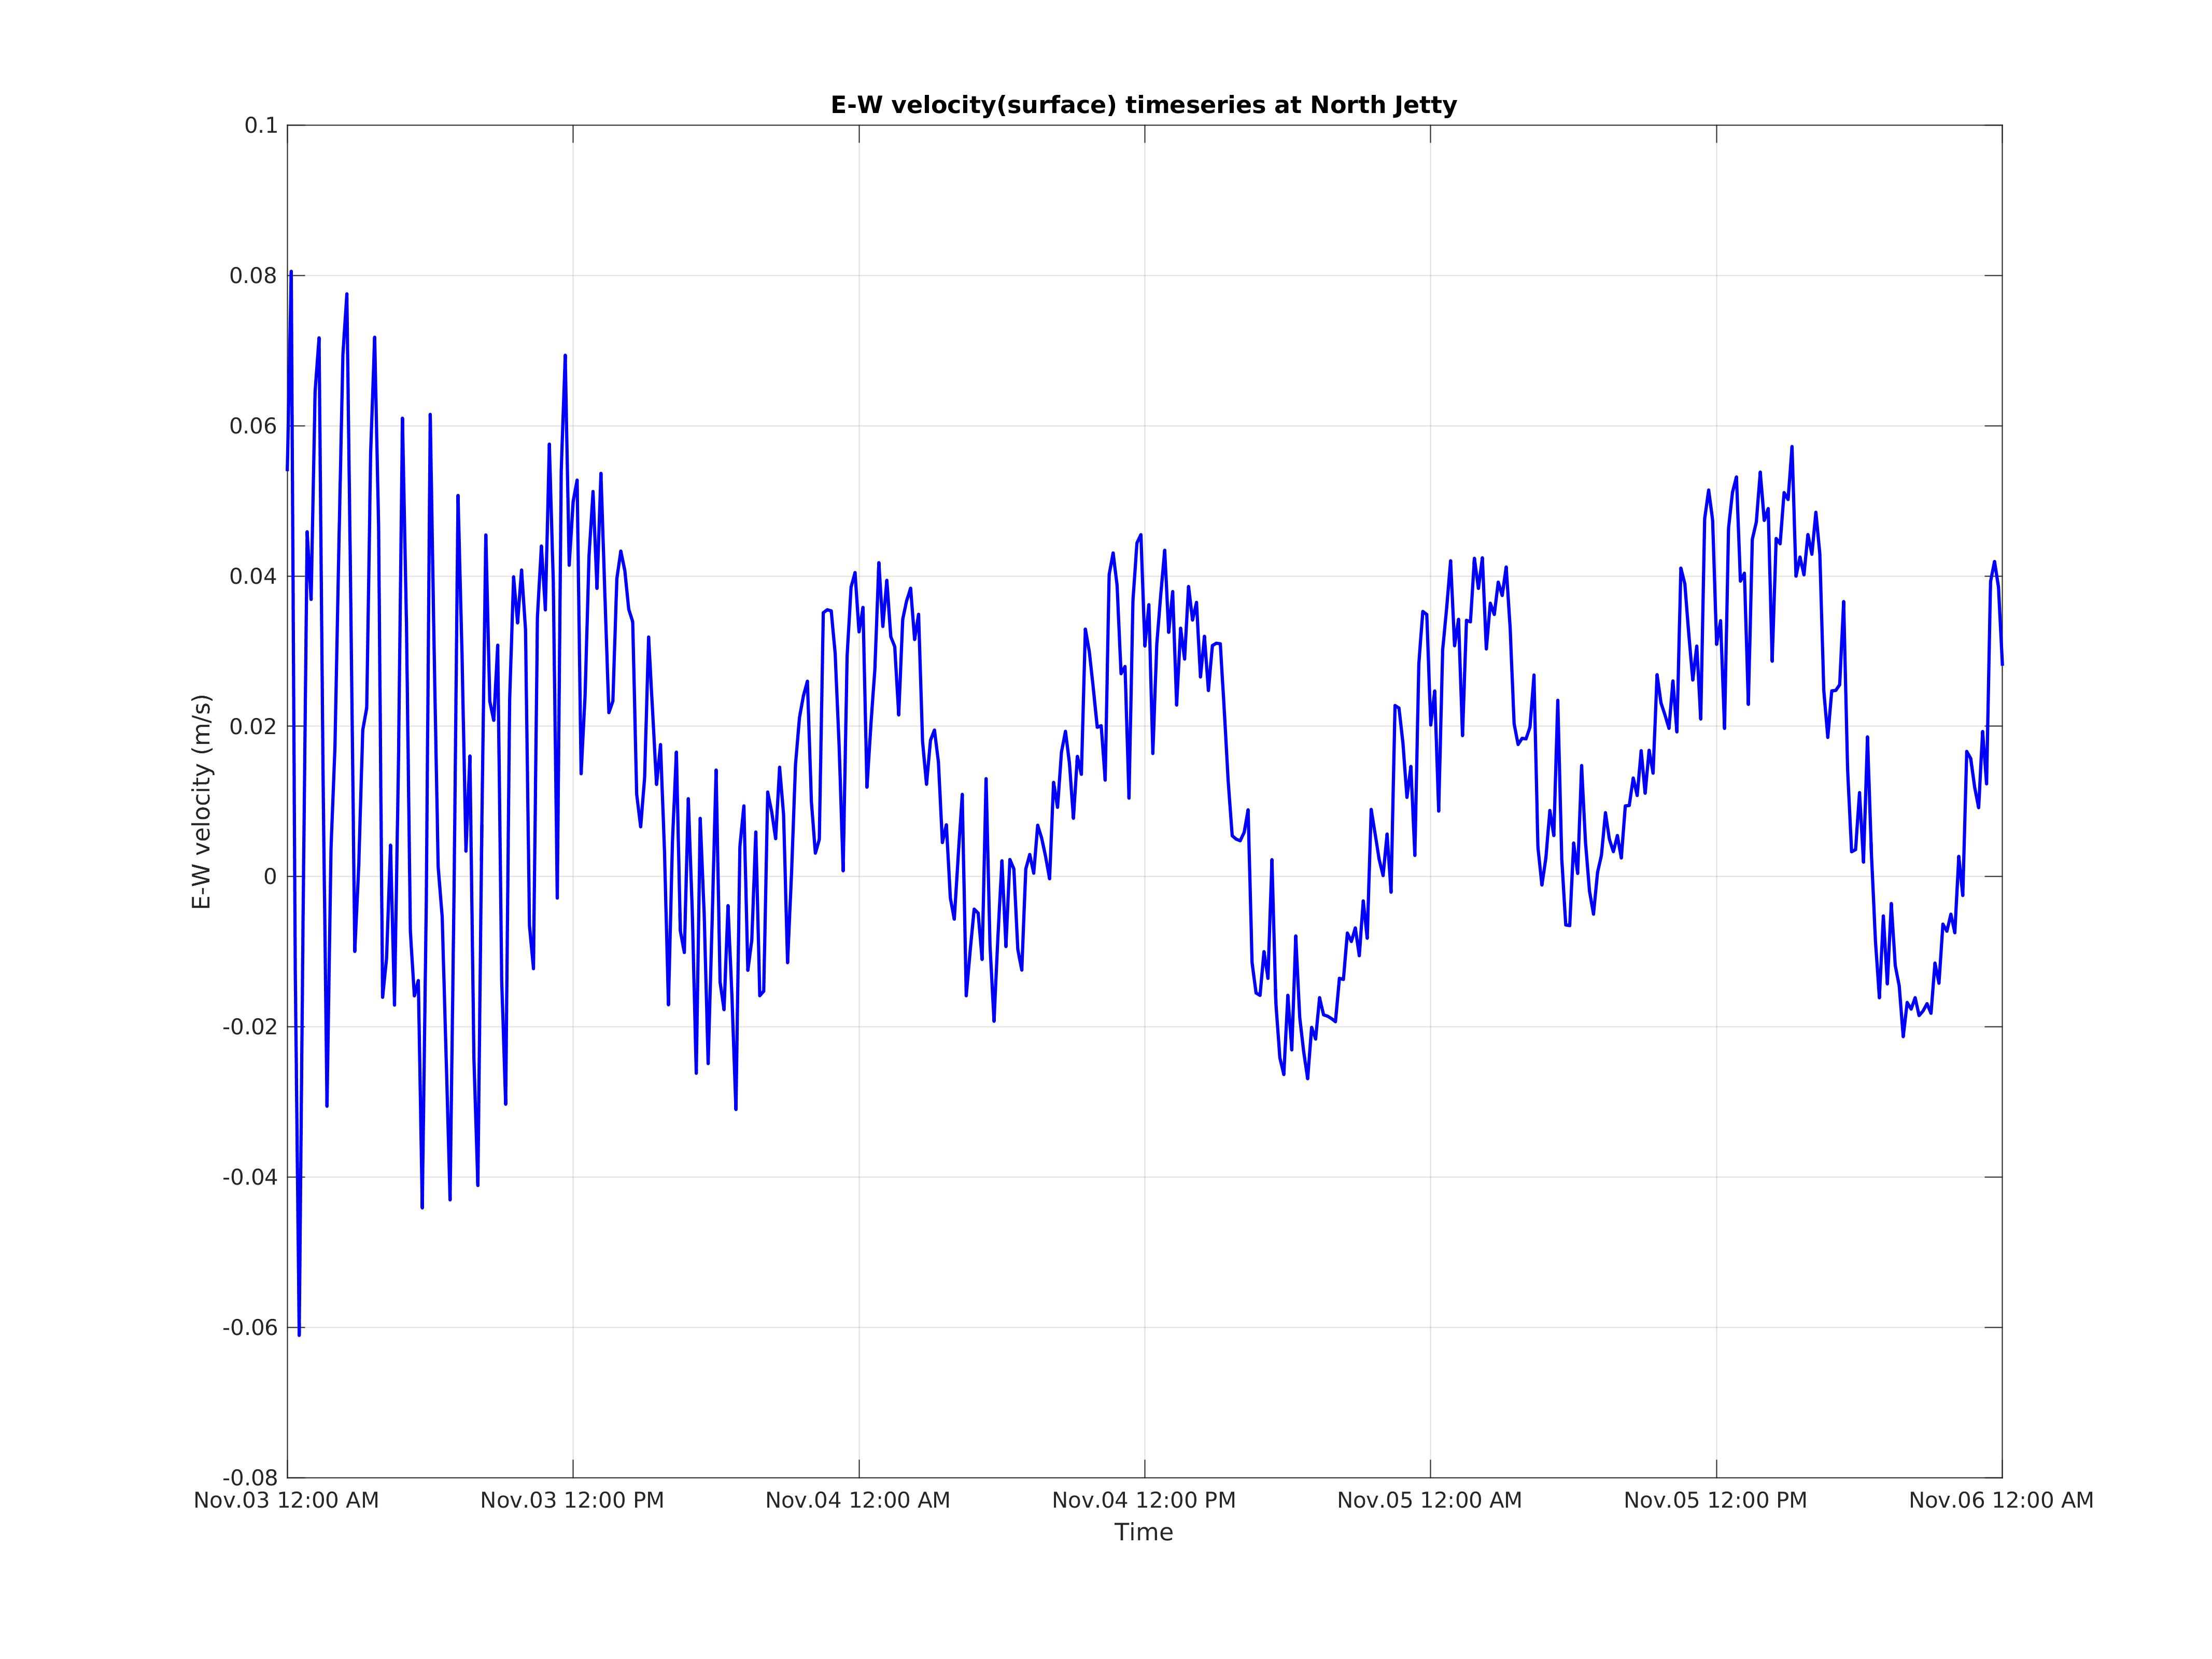 E-W velocity(surface) timeseries at North Jetty
0.1
0.08
0.06
0.04
0.02
0
-0.02
-0.04
-0.06
-0.08
E-W velocity (m/s)
Nov.03 12:00 AM Nov.03 12:00 PM Nov.04 12:00 AM Nov.04 12:00 PM Nov.05 12:00 AM Nov.05 12:00 PM Nov.06 12:00 AM
Time